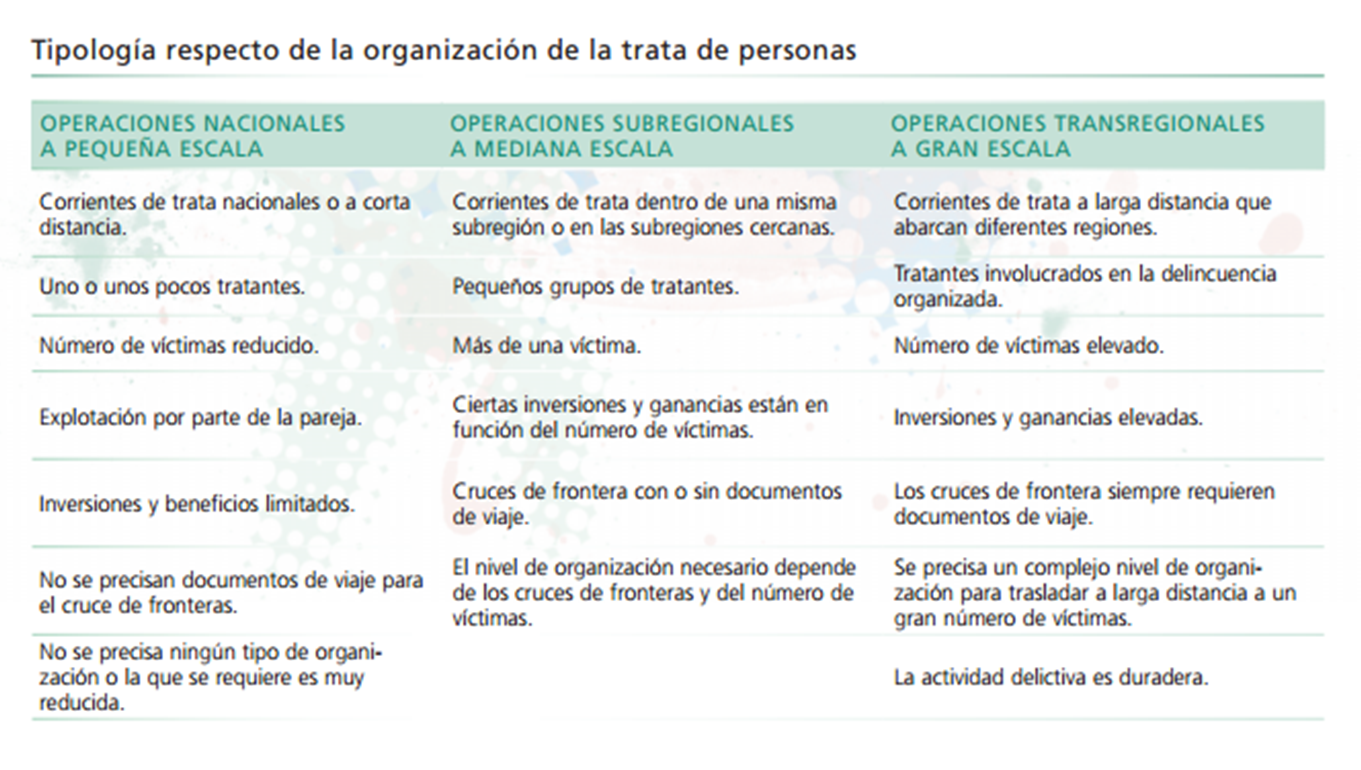 Tipología respecto de la organización de la trata de personas
OPERACIONES NACIONALES
A PEQUEÑA ESCALA
OPERACIONES SUBREGIONALES
A MEDIANA ESCALA
OPERACIONES TRANSREGIONALES
A GRAN ESCALA
Corrientes de trata nacionales o a corta
distancia.
Corrientes de trata dentro de una misma
subregión o en las subregiones cercanas.
Corrientes de trata a larga distancia que
abarcan diferentes regiones.
Uno o unos pocos tratantes.
Pequeños grupos de tratantes.
Tratantes involucrados en la delincuencia
organizada.
Número de víctimas reducido.
Más de una víctima.
Número de víctimas elevado.
Explotación por parte de la pareja.
Ciertas inversiones y ganancias están en
función del número de víctimas.
Inversiones y ganancias elevadas.
Inversiones y beneficios limitados.
Cruces de frontera con o sin documentos
de viaje.
Los cruces de frontera siempre requieren
documentos de viaje.
No se precisan documentos de viaje para
el cruce de fronteras.
El nivel de organización necesario depende
de los cruces de fronteras y del número de
víctimas.
Se precisa un complejo nivel de organi-
zación para trasladar a larga distancia a un
gran número de víctimas.
No se precisa ningún tipo de organi-
zación o la que se requiere es muy
reducida.
La actividad delictiva es duradera.